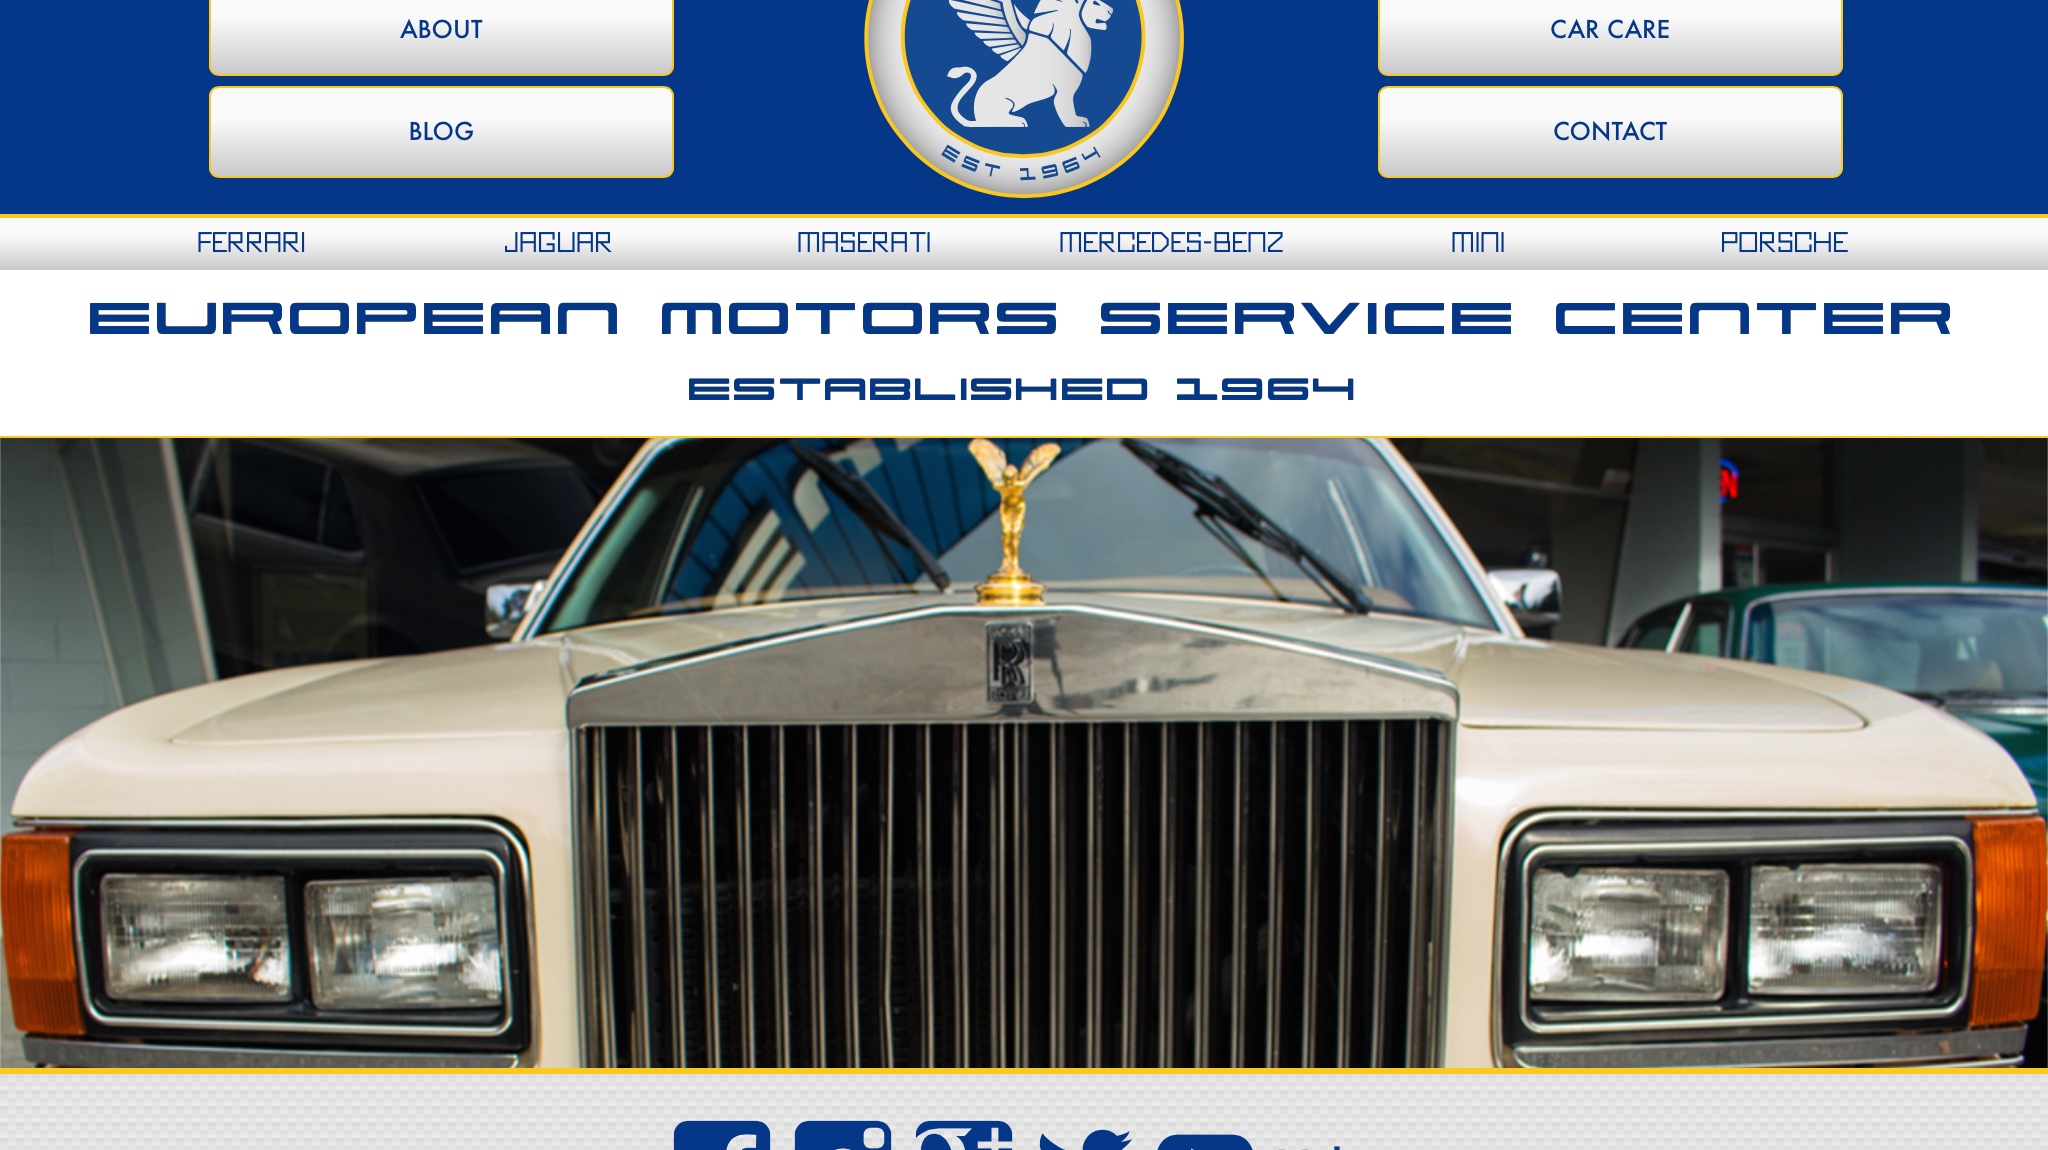 ABOUT
CAR CARE
BLOG
CONTACT
EST 1964
FERRARI JAGUAR MASERATI MERCEDES-BENZ MINI PORSCHE
EUROPEAN MOTORS SERVICE CENTER
ESTABLISHED 1964